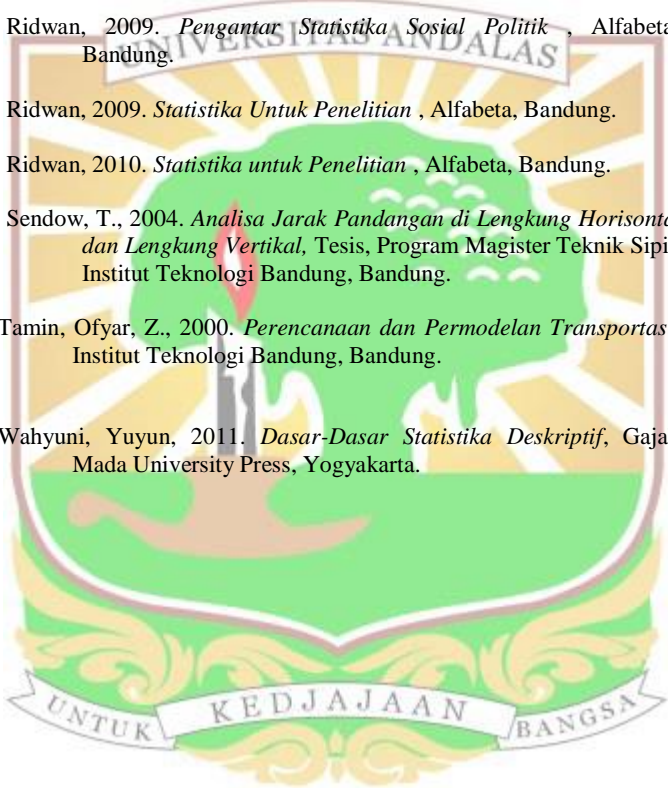 Ridwan, 2009. Pengantar Statistika Sosial Politik , Alfabeta
Bandung.
UNIVERSITAS ANDALAS
Ridwan, 2009. Statistika Untuk Penelitian , Alfabeta, Bandung.
Ridwan, 2010. Statistika untuk Penelitian , Alfabeta, Bandung.
Sendow, T., 2004. Analisa Jarak Pandangan di Lengkung Horisonta
dan Lengkung Vertikal, Tesis, Program Magister Teknik Sipi
Institut Teknologi Bandung, Bandung.
Tamin, Ofyar, Z., 2000. Perencanaan dan Permodelan Transportas
Institut Teknologi Bandung, Bandung.
Wahyuni, Yuyun, 2011. Dasar-Dasar Statistika Deskriptif, Gaja
Mada University Press, Yogyakarta.
UNTUK KEDJAJAAN BANGSA